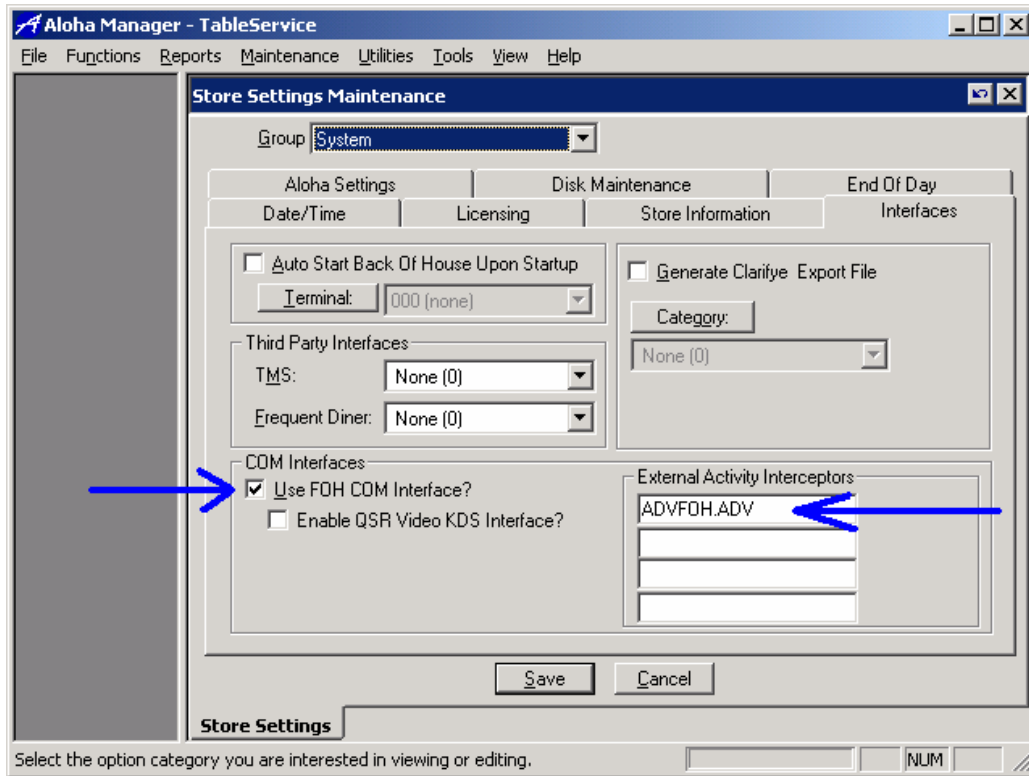 Aloha Manager - TableService
File Functions Reports Maintenance Utilities Tools View Help
Store Settings Maintenance
Group System
Aloha Settings Disk Maintenance End Of Day
Date/Time Licensing Store Information Interfaces
Auto Start Back Of House Upon Startup
Terminal: 000 (none)
Generate Clarifye Export File
Category:
None (0)
Third Party Interfaces
TMS: None (0)
Frequent Diner: None (0)
COM Interfaces
Use FOH COM Interface?
Enable QSR Video KDS Interface?
External Activity Interceptors
ADVFOH.ADV
Save Cancel
Store Settings
Select the option category you are interested in viewing or editing. NUM